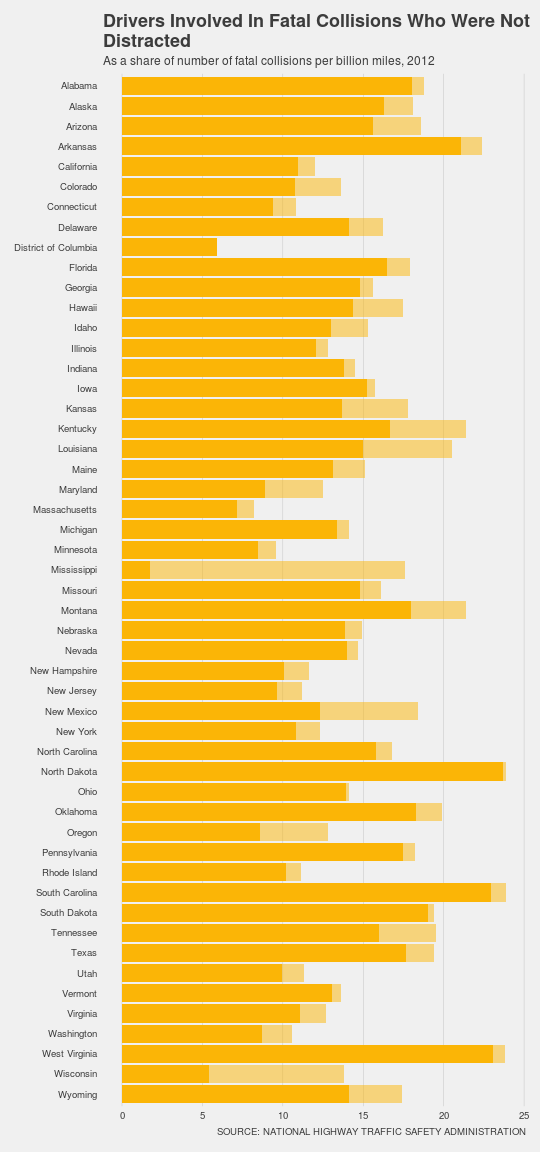 Drivers Involved In Fatal Collisions Who Were Not
Distracted
As a share of number of fatal collisions per billion miles, 2012
Alabama
Alaska
Arizona
Arkansas
California
Colorado
Connecticut
Delaware
District of Columbia
Florida
Georgia
Hawaii
Idaho
Illinois
Indiana
Iowa
Kansas
Kentucky
Louisiana
Maine
Maryland
Massachusetts
Michigan
Minnesota
Mississippi
Missouri
Montana
Nebraska
Nevada
New Hampshire
New Jersey
New Mexico
New York
North Carolina
North Dakota
Ohio
Oklahoma
Oregon
Pennsylvania
Rhode Island
South Carolina
South Dakota
Tennessee
Texas
Utah
Vermont
Virginia
Washington
West Virginia
Wisconsin
Wyoming
0 5 10 15 20 25
SOURCE: NATIONAL HIGHWAY TRAFFIC SAFETY ADMINISTRATION